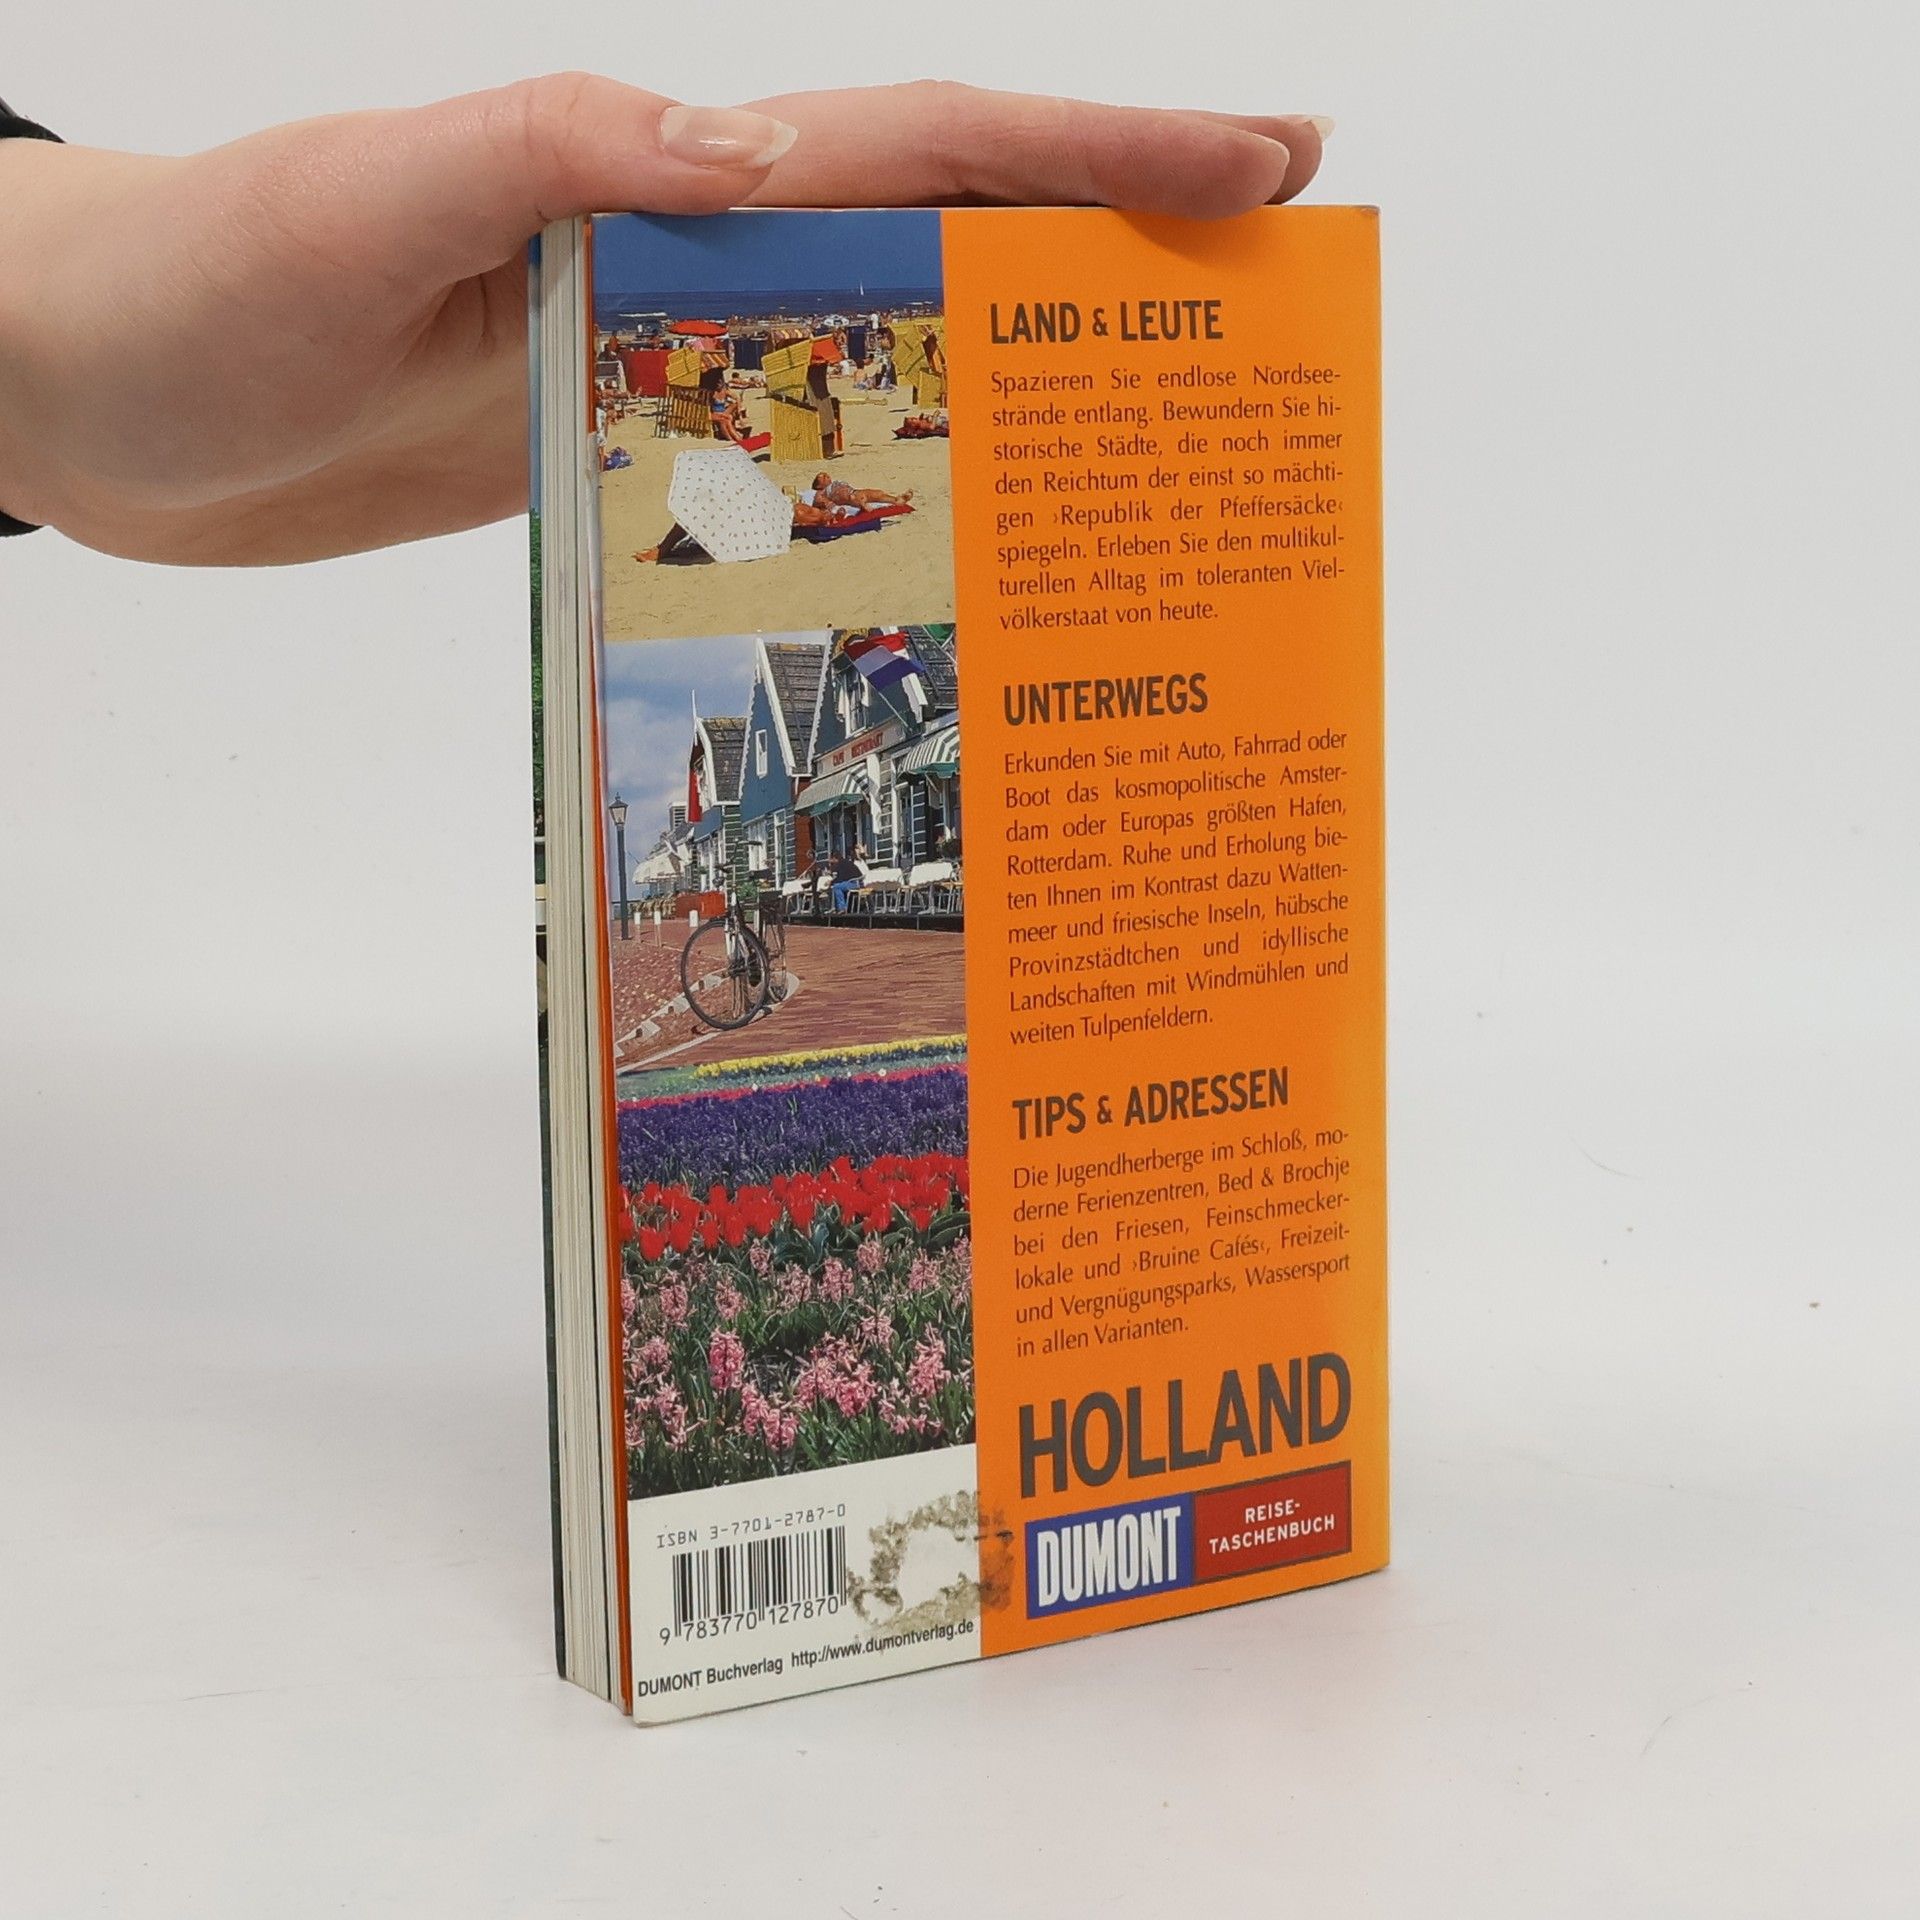 LAND & LEUTE
Spazieren Sie endlose Nordsee-
strände entlang. Bewundern Sie hi-
storische Städte, die noch immer
den Reichtum der einst so mächti-
gen ›Republik der Pfeffersäcke‹
spiegeln. Erleben Sie den multikul-
turellen Alltag im toleranten Viel-
völkerstaat von heute.
UNTERWEGS
Erkunden Sie mit Auto, Fahrrad oder
Boot das kosmopolitische Amster-
dam oder Europas größten Hafen,
Rotterdam. Ruhe und Erholung bie-
ten Ihnen im Kontrast dazu Watten-
meer und friesische Inseln, hübsche
Provinzstädtchen und idyllische
Landschaften mit Windmühlen und
weiten Tulpenfeldern.
TIPS & ADRESSEN
Die Jugendherberge im Schloß, mo-
derne Ferienzentren, Bed & Brochje
bei den Friesen, Feinschmecker-
lokale und ›Bruine Cafés‹, Freizeit-
und Vergnügungsparks, Wassersport
in allen Varianten.
HOLLAND
DUMONT
REISE-
TASCHENBUCH
CAFE RESTAURANT
ISBN 3-7701-2787-0
9 783770 127870
DUMONT Buchverlag http://www.dumontverlag.de